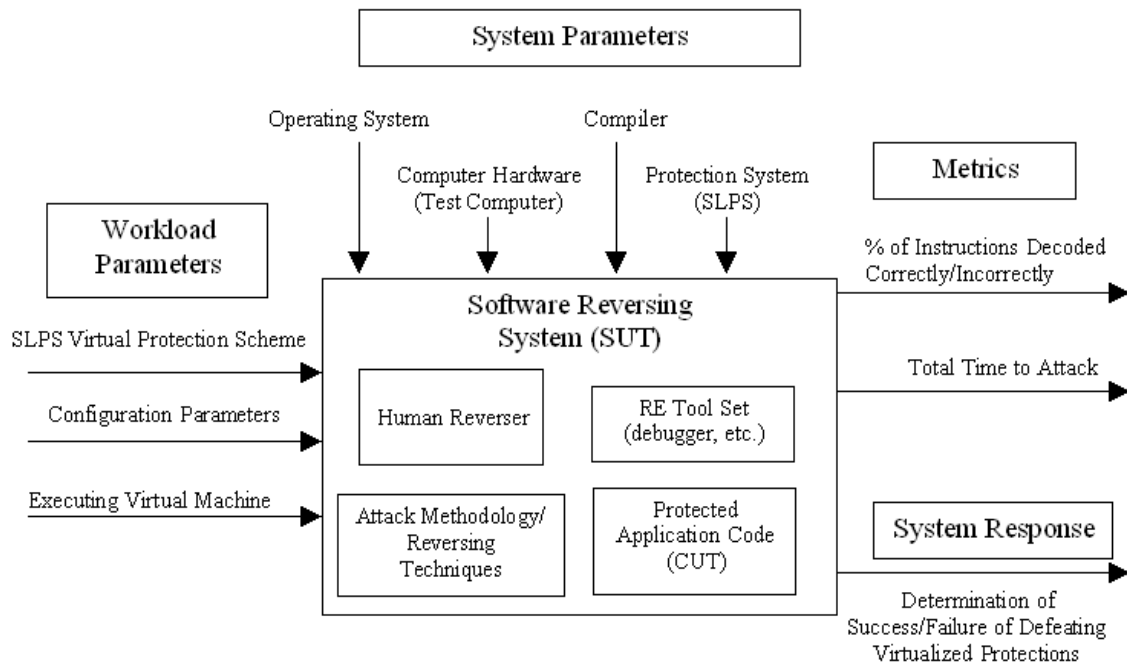 System Parameters
Operating System
Compiler
Computer Hardware
(Test Computer)
Protection System
(SLPS)
Metrics
Workload
Parameters
% of Instructions Decoded
Correctly/Incorrectly
Software Reversing
System (SUT)
SLPS Virtual Protection Scheme
Total Time to Attack
Configuration Parameters
Human Reverser
RE Tool Set
(debugger, etc.)
Executing Virtual Machine
Attack Methodology/
Reversing
Techniques
Protected
Application Code
(CUT)
System Response
Determination of
Success/Failure of Defeating
Virtualized Protections